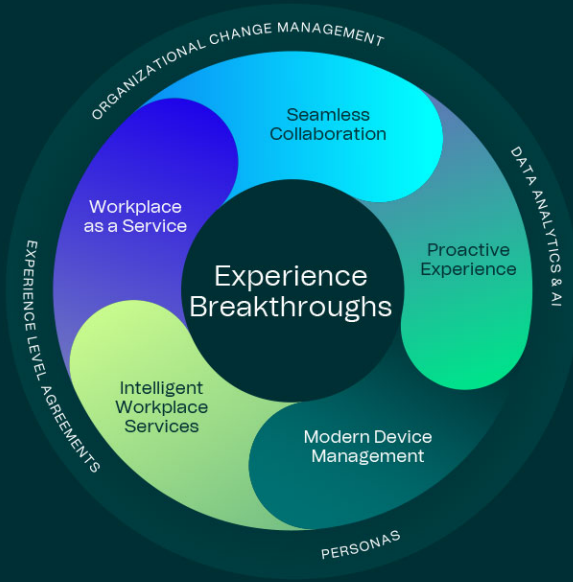 ORGANIZATIONAL CHANGE MANAGEMENT
Seamless
Collaboration
DATA ANALYTICS & AI
Workplace
as a Service
Proactive
Experience
Experience
Breakthroughs
EXPERIENCE LEVEL AGREEMENTS
Intelligent
Workplace
Services
Modern Device
Management
PERSONAS